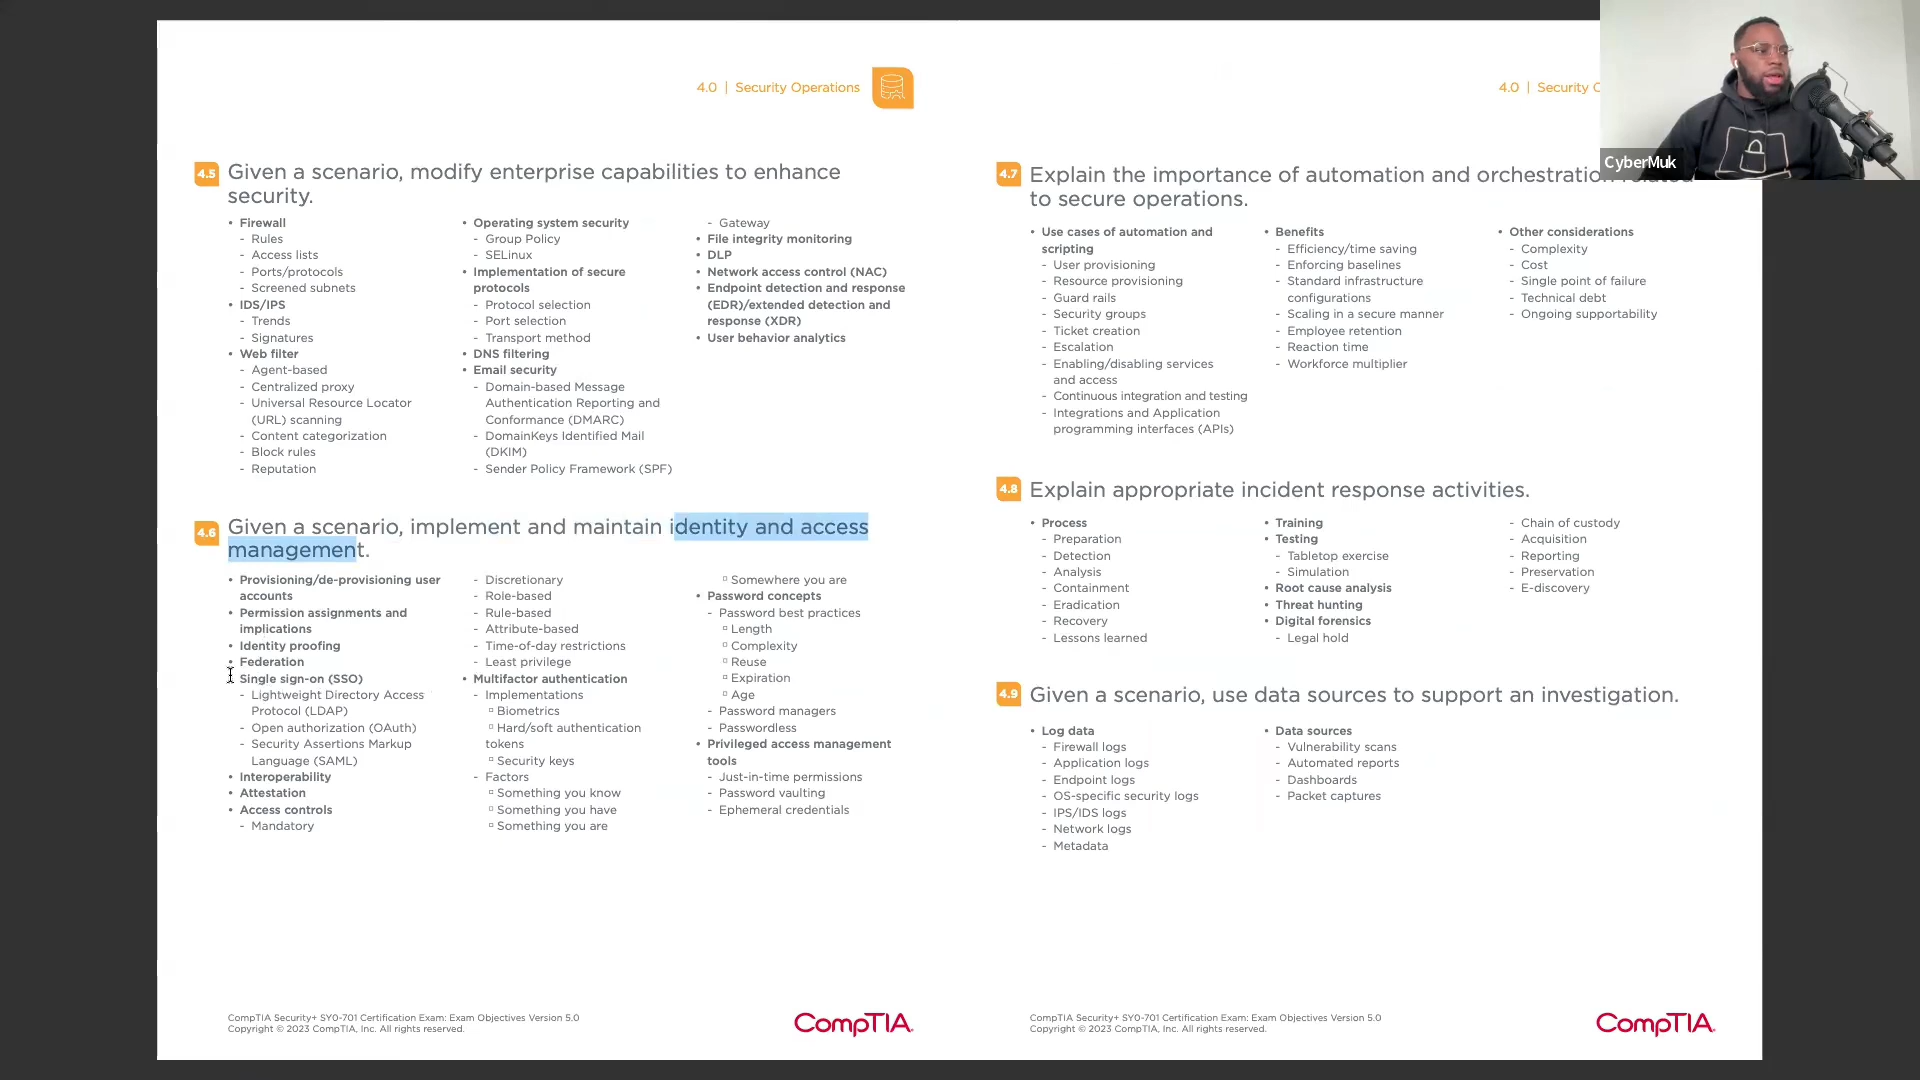 4.0 | Security Operations
4.5
Given a scenario, modify enterprise capabilities to enhance
security.
• Firewall
- Rules
- Access lists
- Ports/protocols
- Screened subnets
• IDS/IPS
- Trends
- Signatures
• Web filter
- Agent-based
- Centralized proxy
- Universal Resource Locator
(URL) scanning
- Content categorization
- Block rules
- Reputation
• Operating system security
- Group Policy
- SELinux
• Implementation of secure
protocols
- Protocol selection
- Port selection
- Transport method
• DNS filtering
• Email security
- Domain-based Message
Authentication Reporting and
Conformance (DMARC)
- DomainKeys Identified Mail
(DKIM)
- Sender Policy Framework (SPF)
- Gateway
• File integrity monitoring
• DLP
• Network access control (NAC)
• Endpoint detection and response
(EDR)/extended detection and
response (XDR)
• User behavior analytics
4.6
Given a scenario, implement and maintain identity and access
management.
• Provisioning/de-provisioning user
accounts
• Permission assignments and
implications
• Identity proofing
• Federation
• Single sign-on (SSO)
- Lightweight Directory Access
Protocol (LDAP)
- Open authorization (OAuth)
- Security Assertions Markup
Language (SAML)
• Interoperability
• Attestation
• Access controls
- Mandatory
- Discretionary
- Role-based
- Rule-based
- Attribute-based
- Time-of-day restrictions
- Least privilege
• Multifactor authentication
- Implementations
▫ Biometrics
▫ Hard/soft authentication
tokens
▫ Security keys
- Factors
▫ Something you know
▫ Something you have
▫ Something you are
▫ Somewhere you are
• Password concepts
- Password best practices
▫ Length
▫ Complexity
▫ Reuse
▫ Expiration
▫ Age
- Password managers
- Passwordless
• Privileged access management
tools
- Just-in-time permissions
- Password vaulting
- Ephemeral credentials
CompTIA Security+ SY0-701 Certification Exam: Exam Objectives Version 5.0
Copyright © 2023 CompTIA, Inc. All rights reserved.
CompTIA.
4.0 | Security
CyberMuk
4.7
Explain the importance of automation and orchestration related
to secure operations.
• Use cases of automation and
scripting
- User provisioning
- Resource provisioning
- Guard rails
- Security groups
- Ticket creation
- Escalation
- Enabling/disabling services
and access
- Continuous integration and testing
- Integrations and Application
programming interfaces (APIs)
• Benefits
- Efficiency/time saving
- Enforcing baselines
- Standard infrastructure
configurations
- Scaling in a secure manner
- Employee retention
- Reaction time
- Workforce multiplier
• Other considerations
- Complexity
- Cost
- Single point of failure
- Technical debt
- Ongoing supportability
4.8
Explain appropriate incident response activities.
• Process
- Preparation
- Detection
- Analysis
- Containment
- Eradication
- Recovery
- Lessons learned
• Training
• Testing
- Tabletop exercise
- Simulation
• Root cause analysis
• Threat hunting
• Digital forensics
- Legal hold
- Chain of custody
- Acquisition
- Reporting
- Preservation
- E-discovery
4.9
Given a scenario, use data sources to support an investigation.
• Log data
- Firewall logs
- Application logs
- Endpoint logs
- OS-specific security logs
- IPS/IDS logs
- Network logs
- Metadata
• Data sources
- Vulnerability scans
- Automated reports
- Dashboards
- Packet captures
CompTIA Security+ SY0-701 Certification Exam: Exam Objectives Version 5.0
Copyright © 2023 CompTIA, Inc. All rights reserved.
CompTIA.